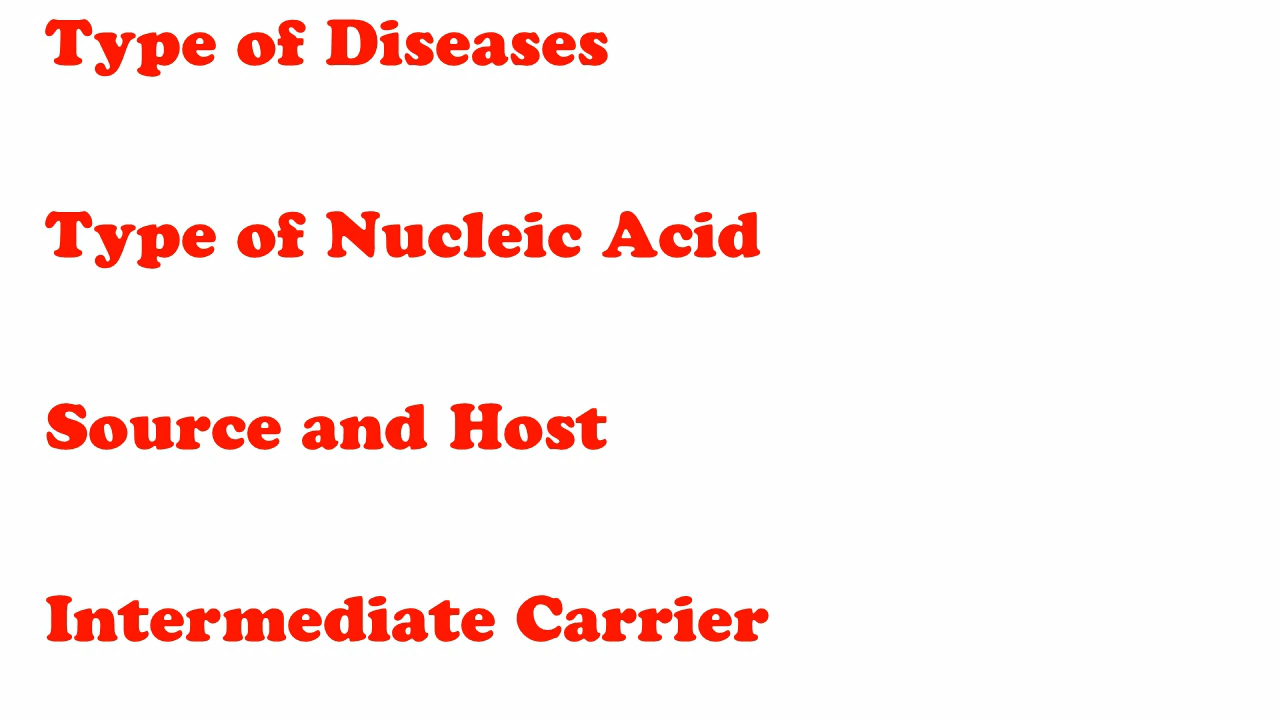 Type of Diseases
Type of Nucleic Acid
Source and Host
Intermediate Carrier